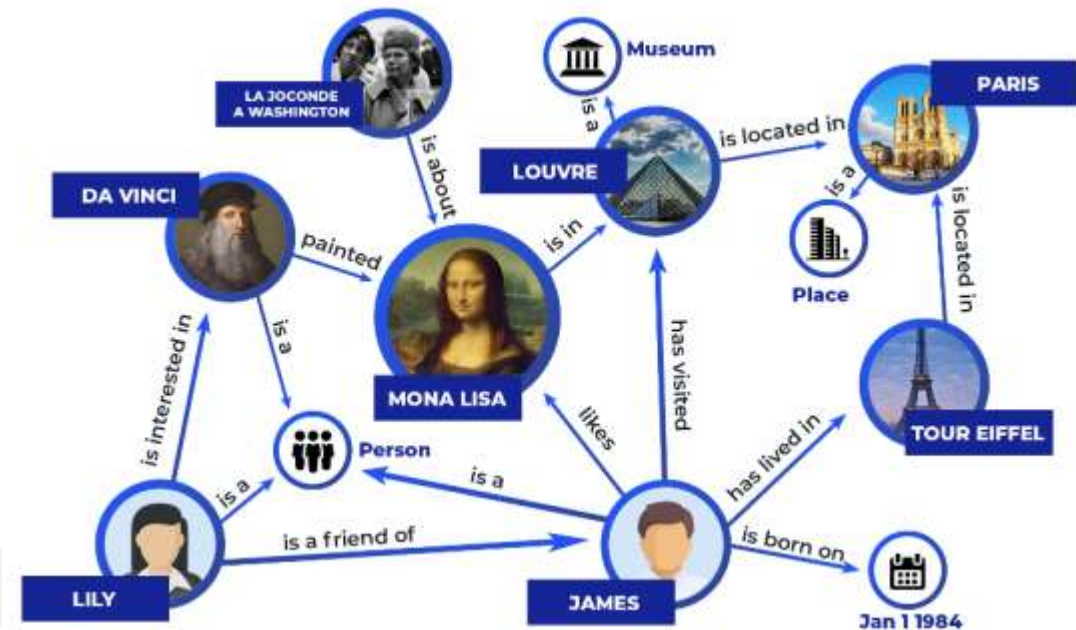 Museum
PARIS
LA JOCONDE
A WASHINGTON
is a
is located in
is about
LOUVRE
DA VINCI
is a
is located in
painted
is in
Place
is a
is interested in
has visited
MONA LISA
likes
TOUR EIFFEL
Person
has lived in
is a
is a
is a friend of
is born on
LILY
JAMES
Jan 1 1984